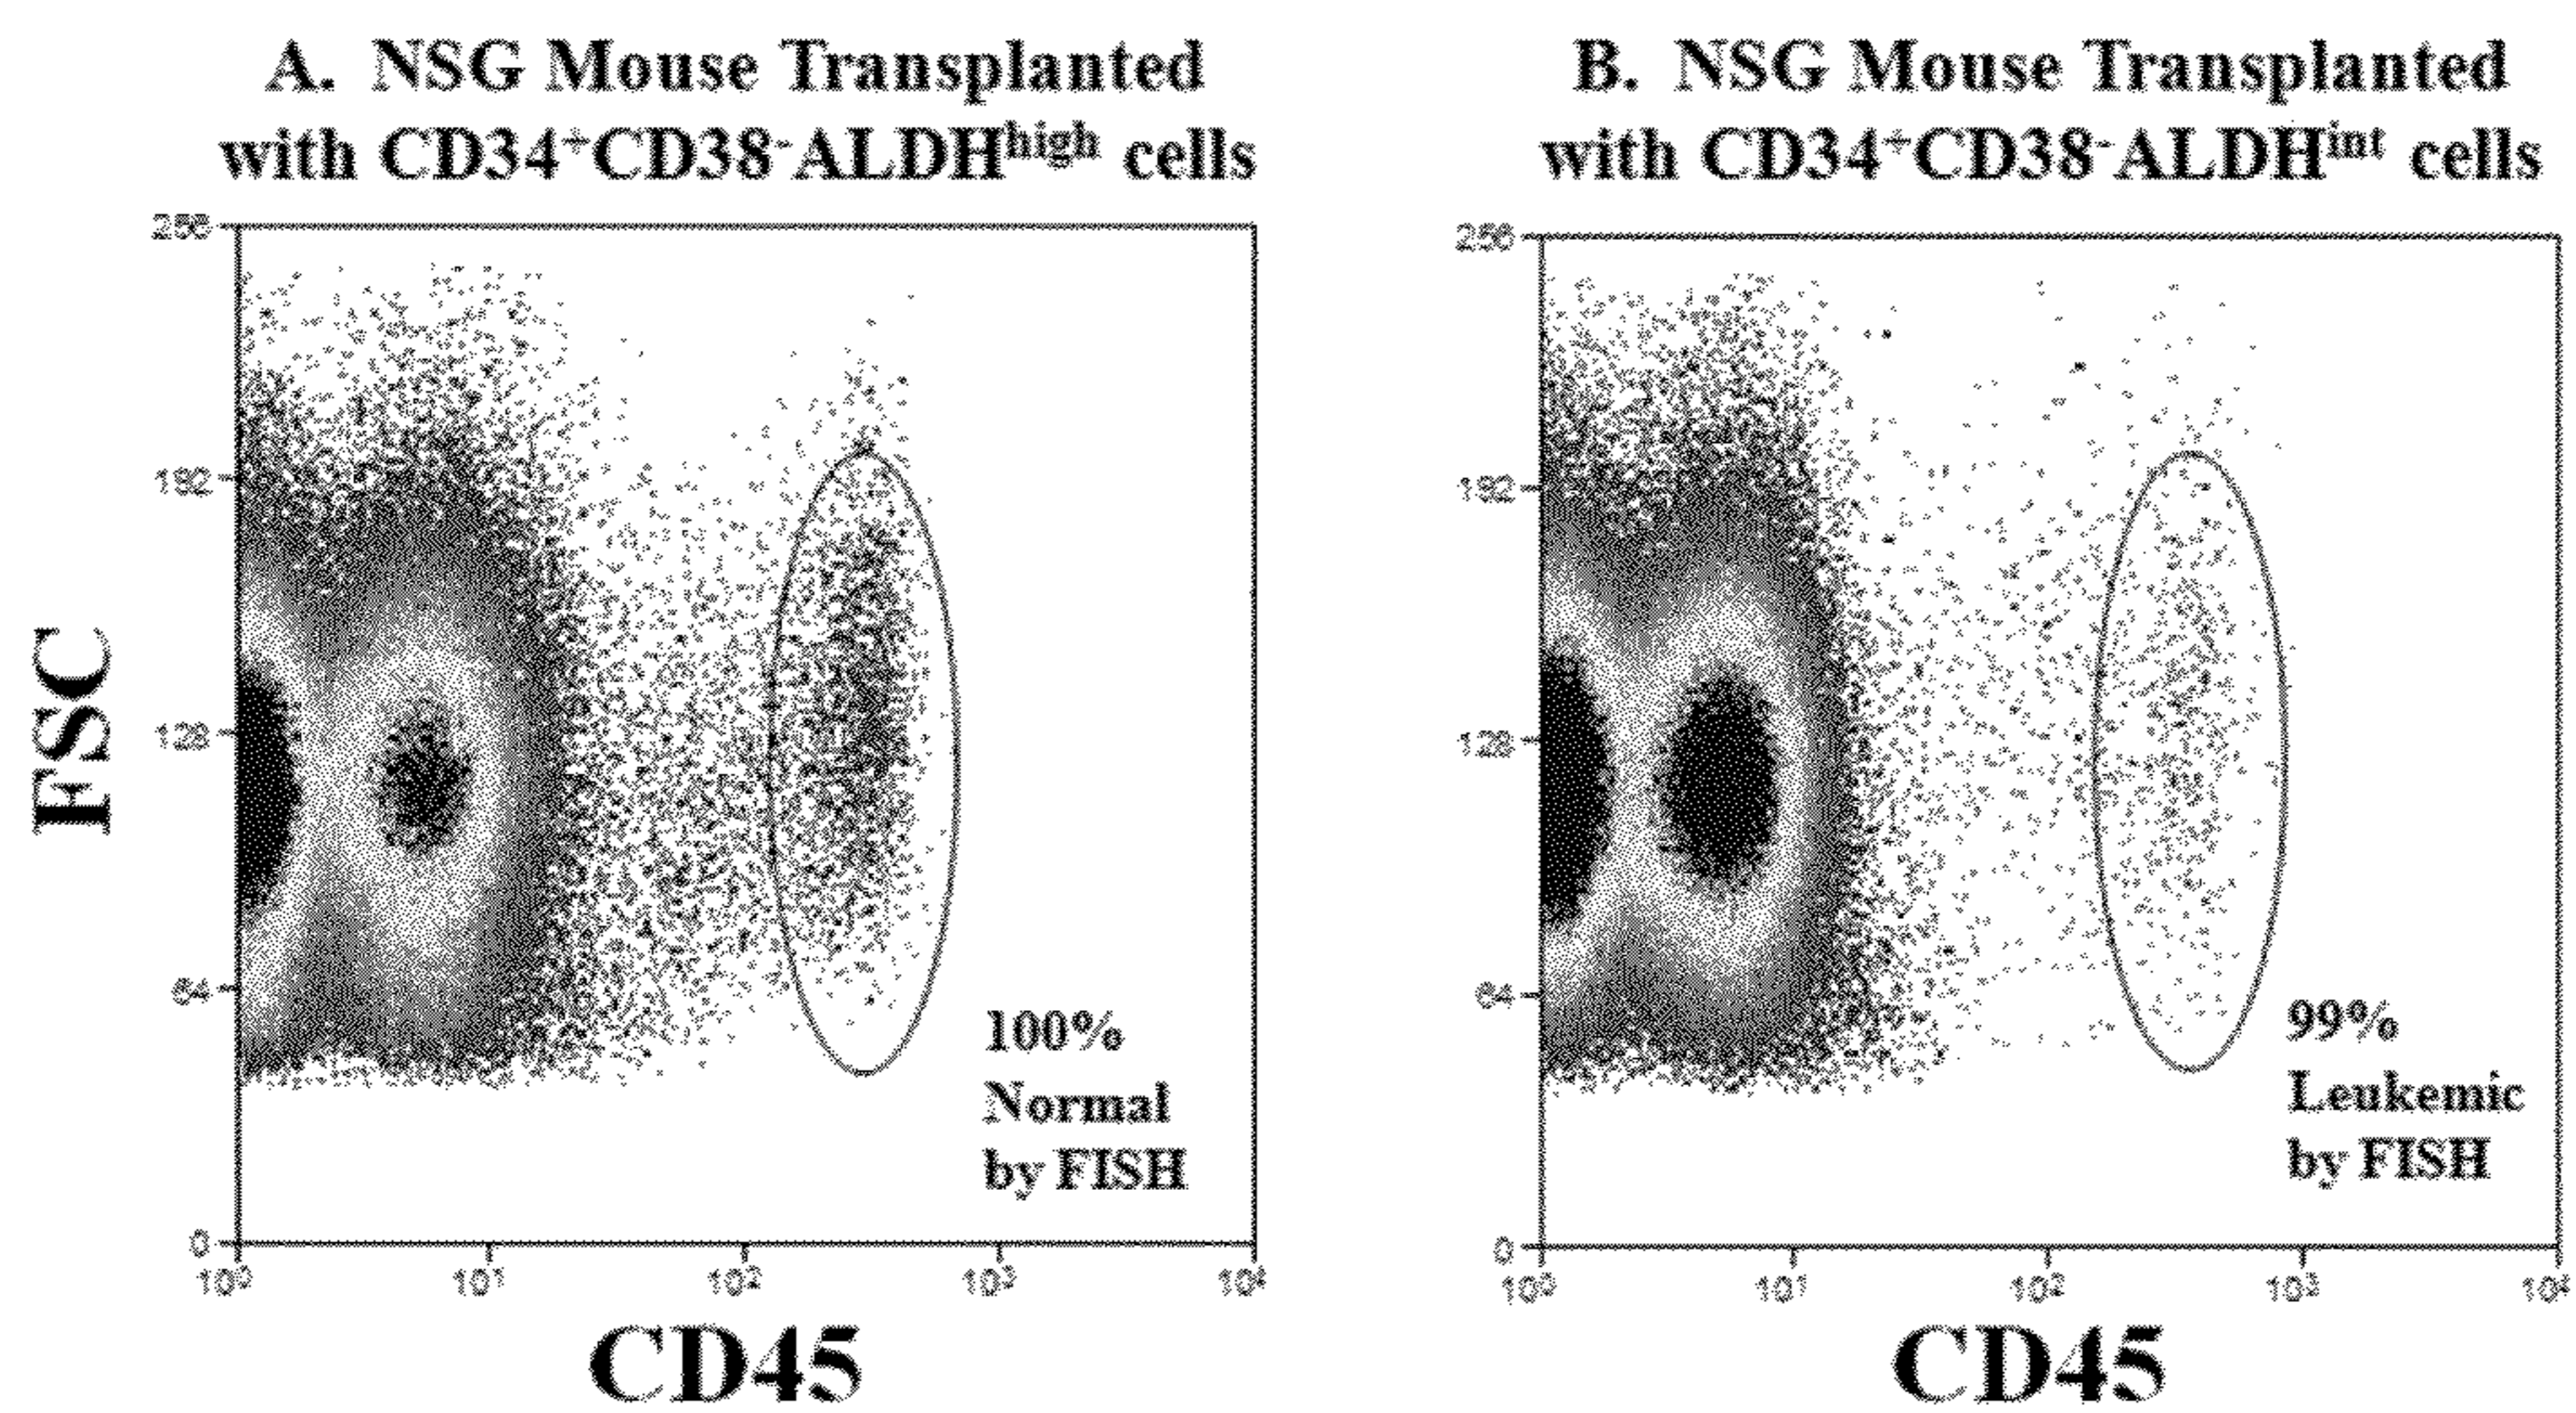 A. NSG Mouse Transplanted
with CD34⁺CD38⁻ALDHʰⁱᵍʰ cells
B. NSG Mouse Transplanted
with CD34⁺CD38⁻ALDHⁱⁿᵗ cells
FSC
256
192
128
64
0
10⁰ 10¹ 10² 10³ 10⁴
CD45
100%
Normal
by FISH
256
192
128
64
0
10⁰ 10¹ 10² 10³ 10⁴
CD45
99%
Leukemic
by FISH